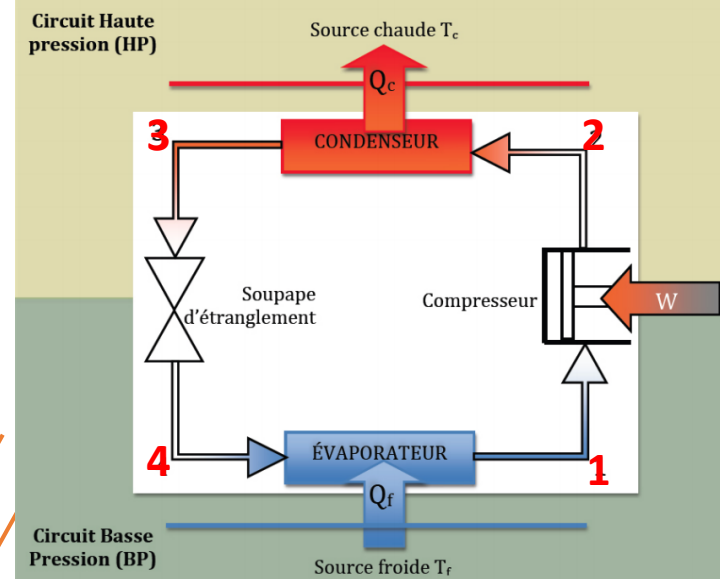 Circuit Haute
pression (HP)
Source chaude Tc
Qc
3
CONDENSEUR
2
Soupape
d'étranglement
Compresseur
W
4
ÉVAPORATEUR
1
Qf
Circuit Basse
Pression (BP)
Source froide Tf